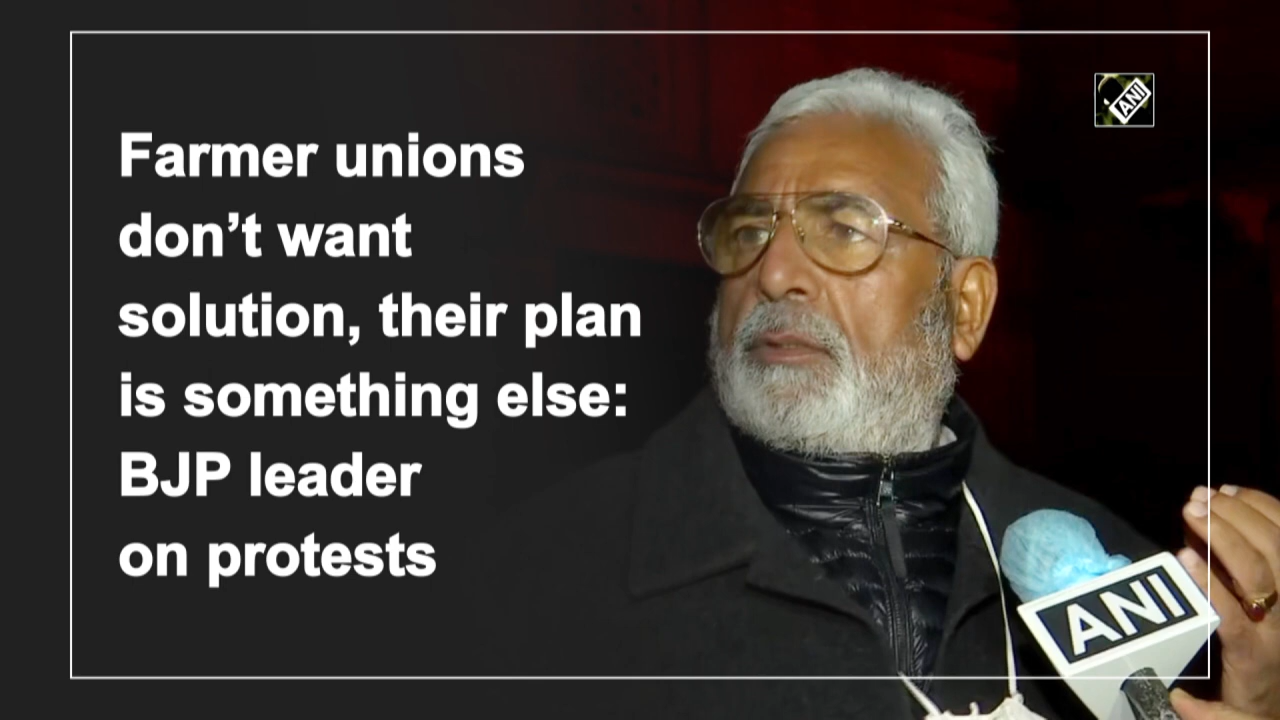 ANI
Farmer unions
don’t want
solution, their plan
is something else:
BJP leader
on protests
ANI